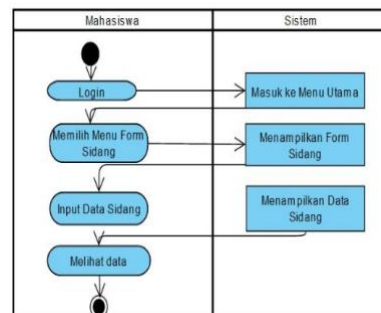 Mahasiswa
Sistem
Login
Masuk ke Menu Utama
Memilih Menu Form
Sidang
Menampilkan Form
Sidang
Input Data Sidang
Menampilkan Data
Sidang
Melihat data